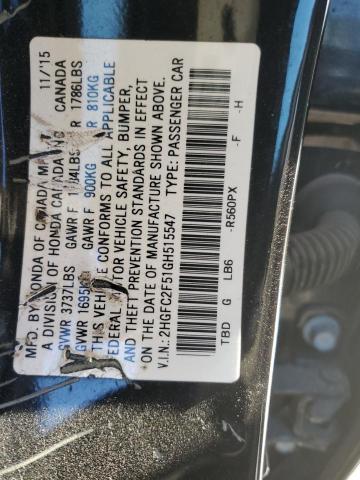 MFD. BY HONDA OF CANADA MFG. 11/15
A DIVISION OF HONDA CANADA INC. CANADA
GVWR 3737LBS GAWR F LBS R 1786LBS
GVWR 1695KG GAWR F 900KG R 810KG
THIS VEHICLE CONFORMS TO ALL APPLICABLE
FEDERAL MOTOR VEHICLE SAFETY, BUMPER,
AND THEFT PREVENTION STANDARDS IN EFFECT
ON THE DATE OF MANUFACTURE SHOWN ABOVE.
V.I.N.: 2HGFC2F51GH515547 TYPE: PASSENGER CAR
TBD G LB6 -R560PX -F -H